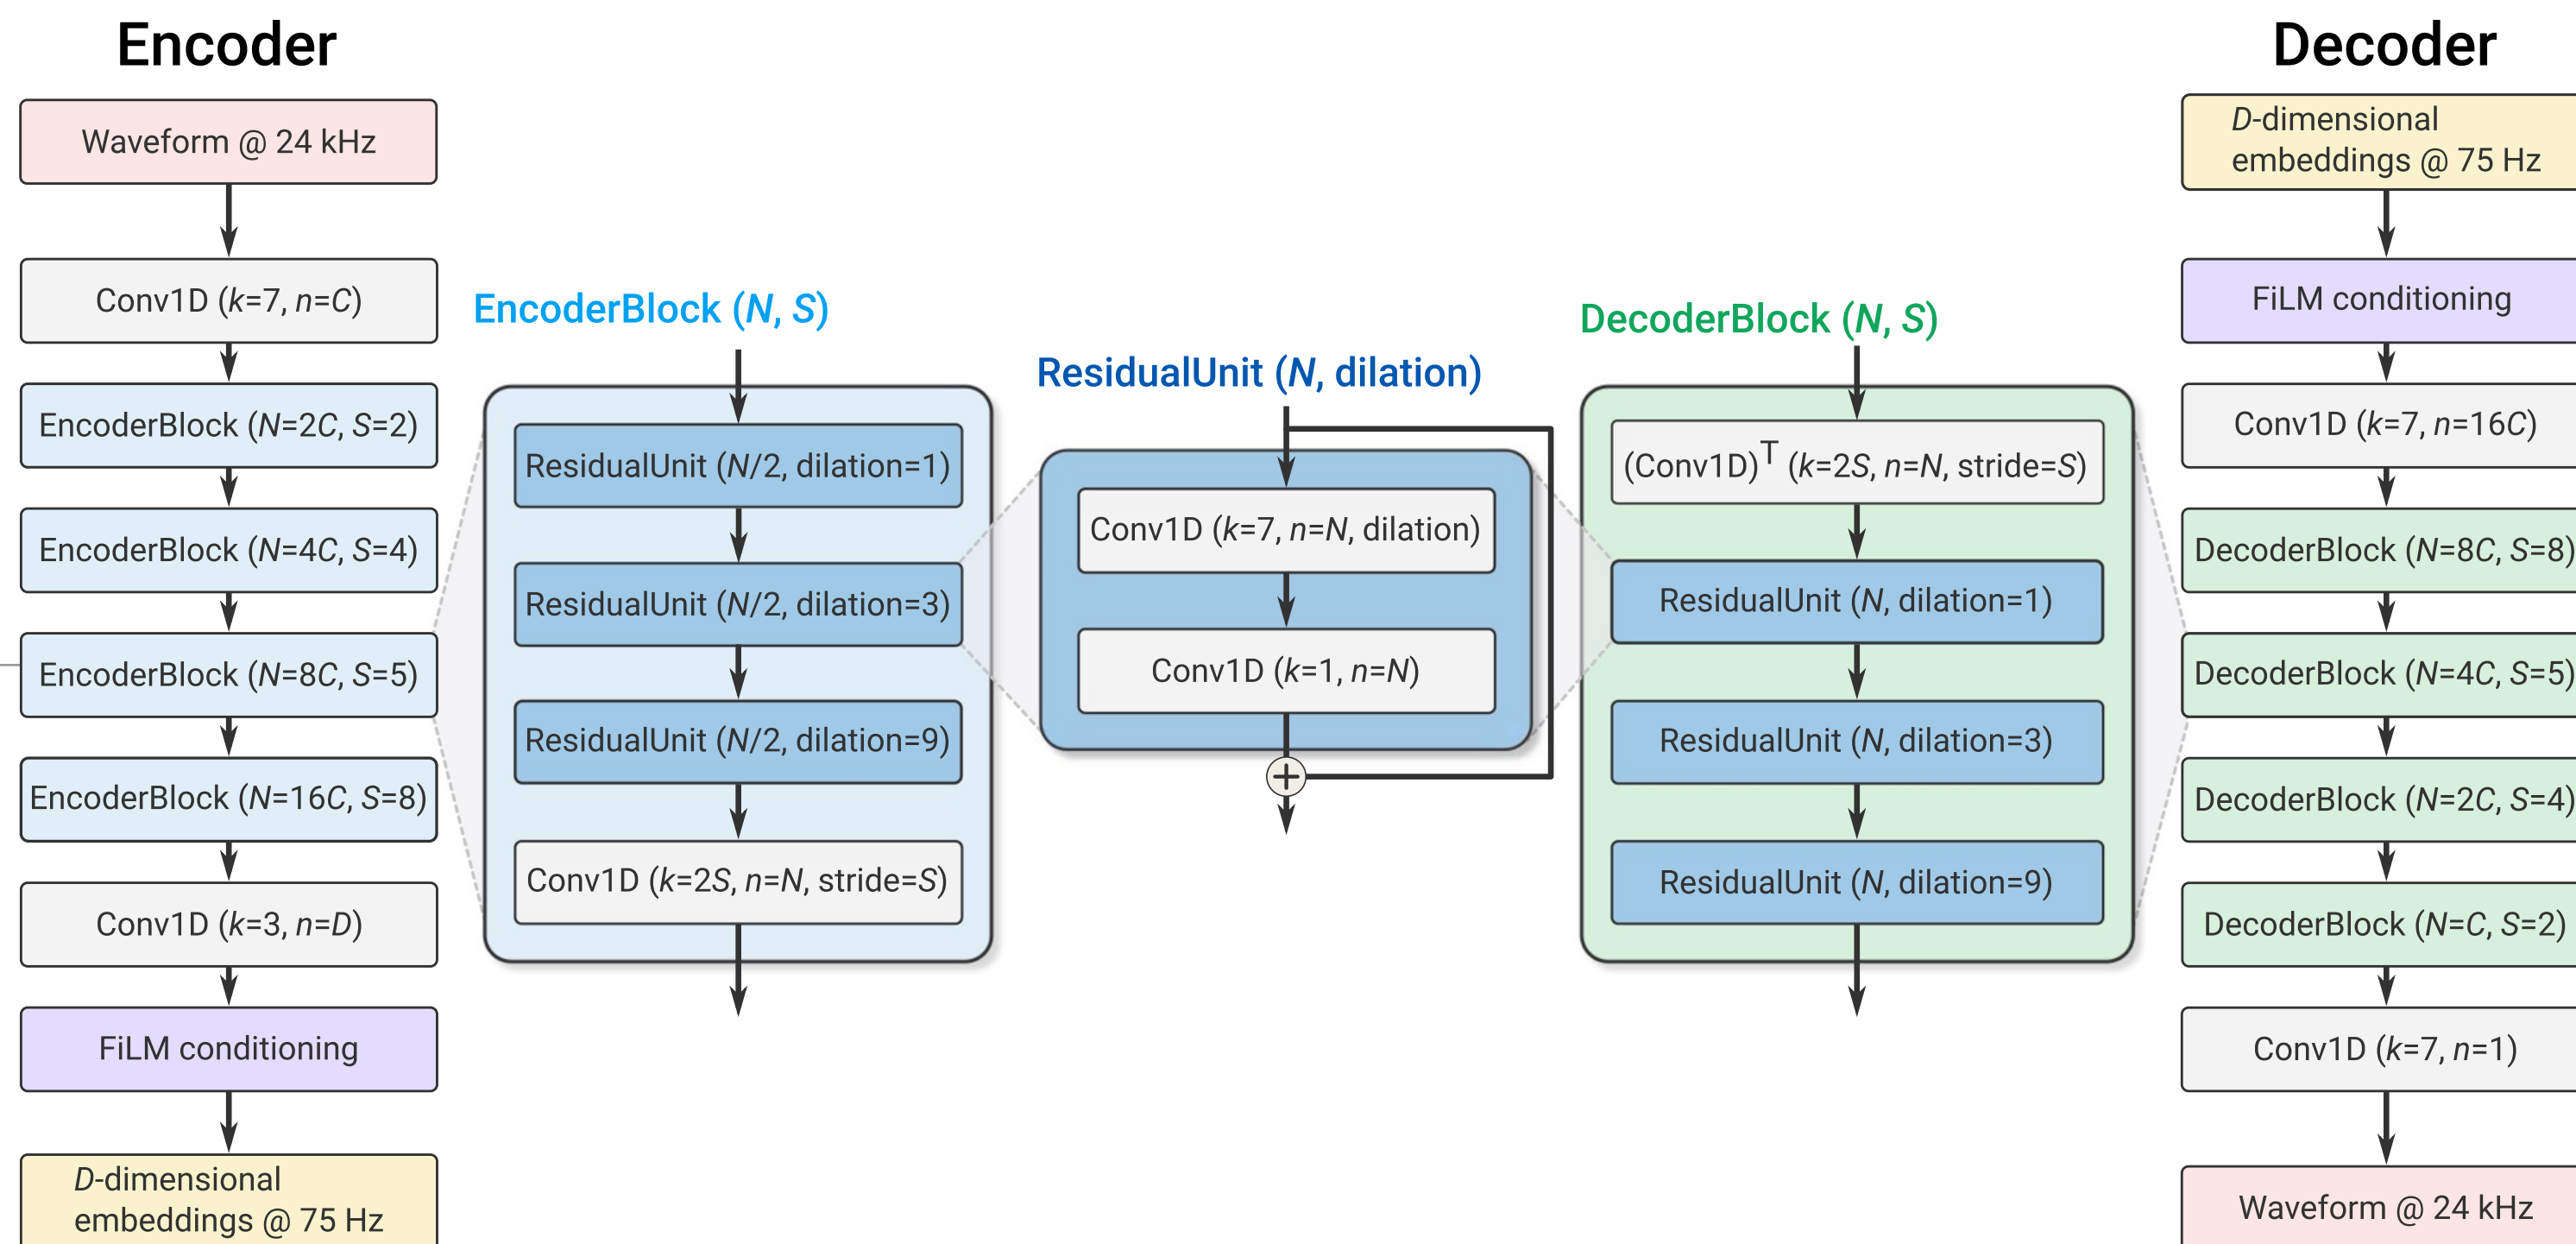 Encoder
Waveform @ 24 kHz
Conv1D (k=7, n=C)
EncoderBlock (N=2C, S=2)
EncoderBlock (N=4C, S=4)
EncoderBlock (N=8C, S=5)
EncoderBlock (N=16C, S=8)
Conv1D (k=3, n=D)
FiLM conditioning
D-dimensional
embeddings @ 75 Hz
EncoderBlock (N, S)
ResidualUnit (N/2, dilation=1)
ResidualUnit (N/2, dilation=3)
ResidualUnit (N/2, dilation=9)
Conv1D (k=2S, n=N, stride=S)
ResidualUnit (N, dilation)
Conv1D (k=7, n=N, dilation)
Conv1D (k=1, n=N)
+
DecoderBlock (N, S)
(Conv1D)ᵀ (k=2S, n=N, stride=S)
ResidualUnit (N, dilation=1)
ResidualUnit (N, dilation=3)
ResidualUnit (N, dilation=9)
Decoder
D-dimensional
embeddings @ 75 Hz
FiLM conditioning
Conv1D (k=7, n=16C)
DecoderBlock (N=8C, S=8)
DecoderBlock (N=4C, S=5)
DecoderBlock (N=2C, S=4)
DecoderBlock (N=C, S=2)
Conv1D (k=7, n=1)
Waveform @ 24 kHz